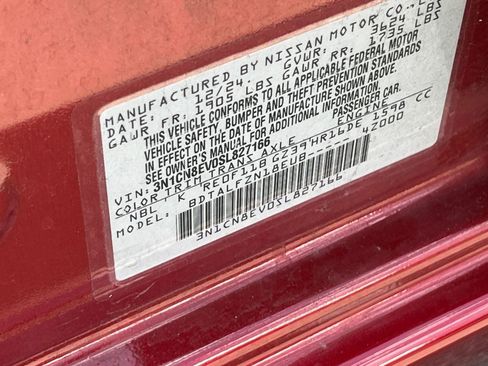 MANUFACTURED BY NISSAN MOTOR CO.
DATE: 12/24 GVWR: 3624 LBS
GAWR FR: 1905 LBS GAWR RR: 1735 LBS
THIS VEHICLE CONFORMS TO ALL APPLICABLE FEDERAL MOTOR
VEHICLE SAFETY, BUMPER AND THEFT PREVENTION STANDARDS
IN EFFECT ON THE DATE OF MANUFACTURE SHOWN ABOVE.
*SEE OWNER'S MANUAL FOR ADDITIONAL INFORMATION.
VIN: 3N1CN8EV0SL827166 PASSENGER CAR
COLOR TRIM TRANS AXLE ENGINE 1598 CC
NBL K RE0F11B GZ39 HR16DE
MODEL: BDTALFZN18EUB----- 4Z000
3N1CN8EV0SL827166